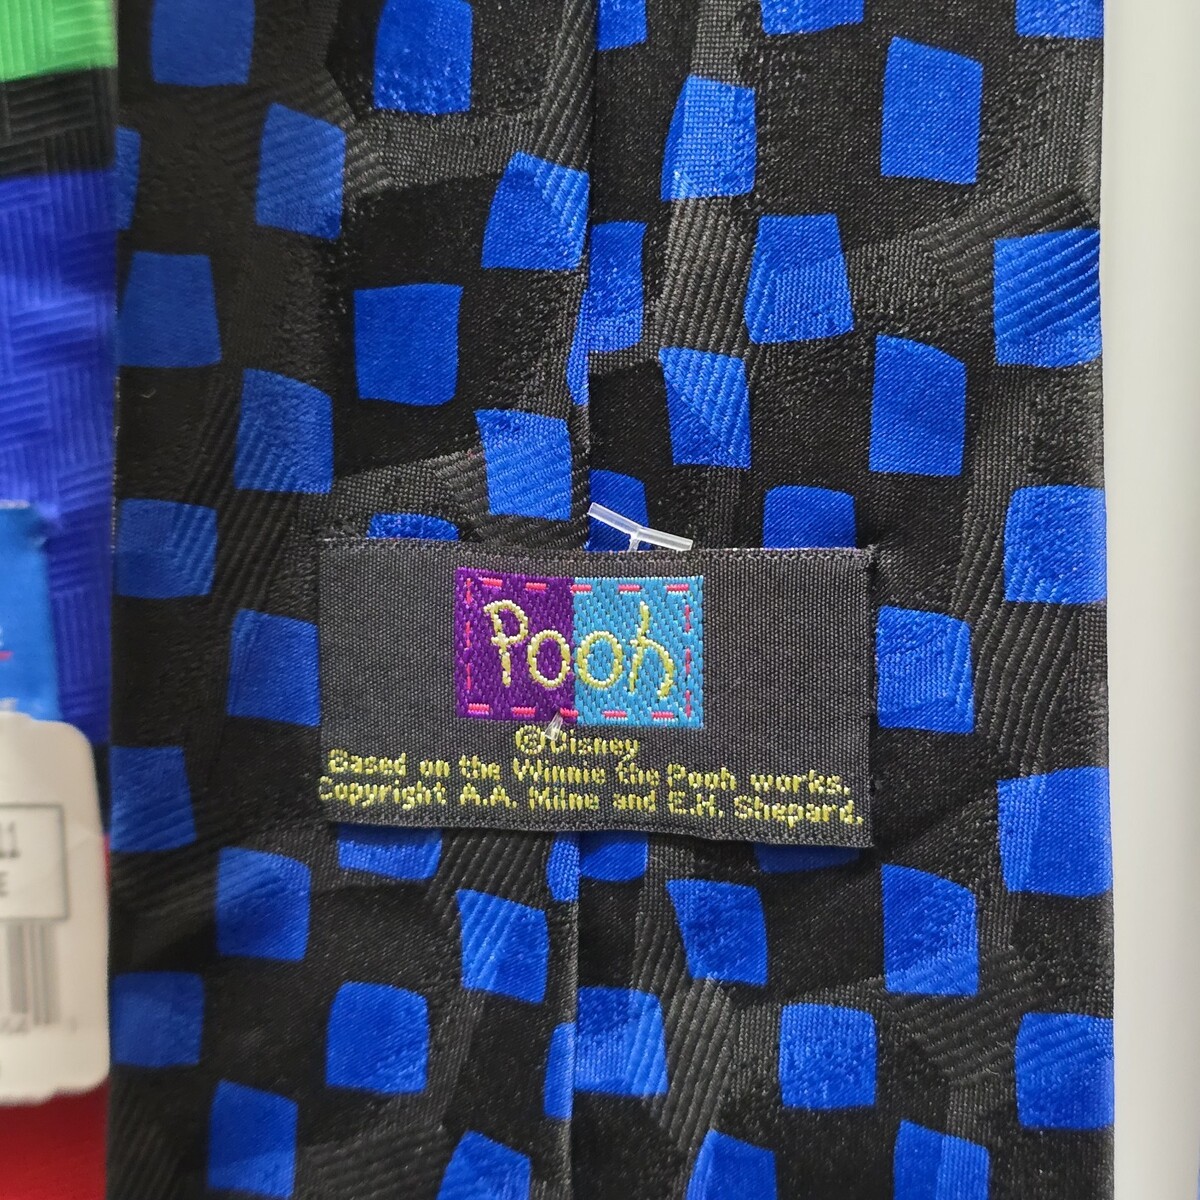 Pooh
©Disney
Based on the Winnie the Pooh works.
Copyright A.A. Milne and E.H. Shepard.